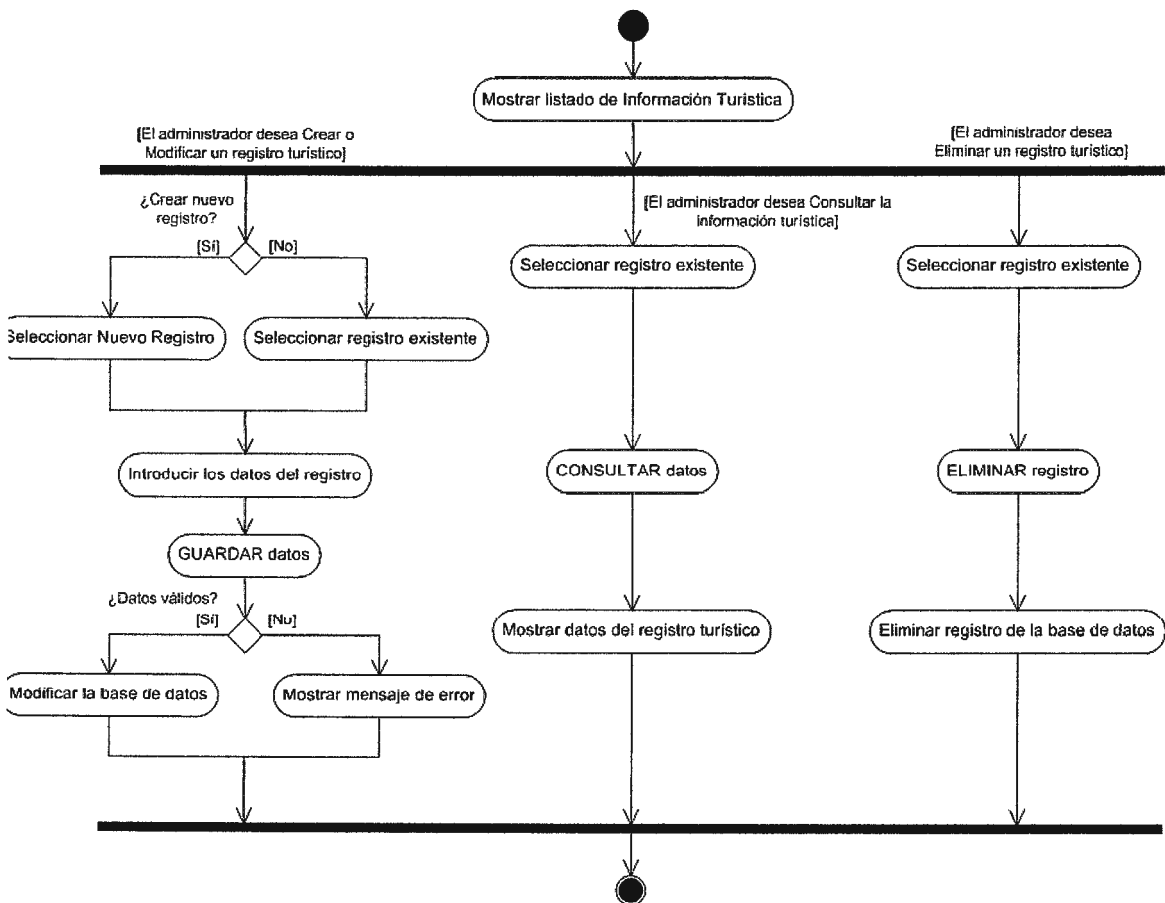 Mostrar listado de Información Turística
[El administrador desea Crear o
Modificar un registro turístico]
[El administrador desea
Eliminar un registro turístico]
¿Crear nuevo
registro?
[Sí]
[No]
[El administrador desea Consultar la
información turística]
Seleccionar registro existente
Seleccionar registro existente
Seleccionar Nuevo Registro
Seleccionar registro existente
Introducir los datos del registro
CONSULTAR datos
ELIMINAR registro
GUARDAR datos
¿Datos válidos?
[Sí]
[No]
Mostrar datos del registro turístico
Eliminar registro de la base de datos
Modificar la base de datos
Mostrar mensaje de error